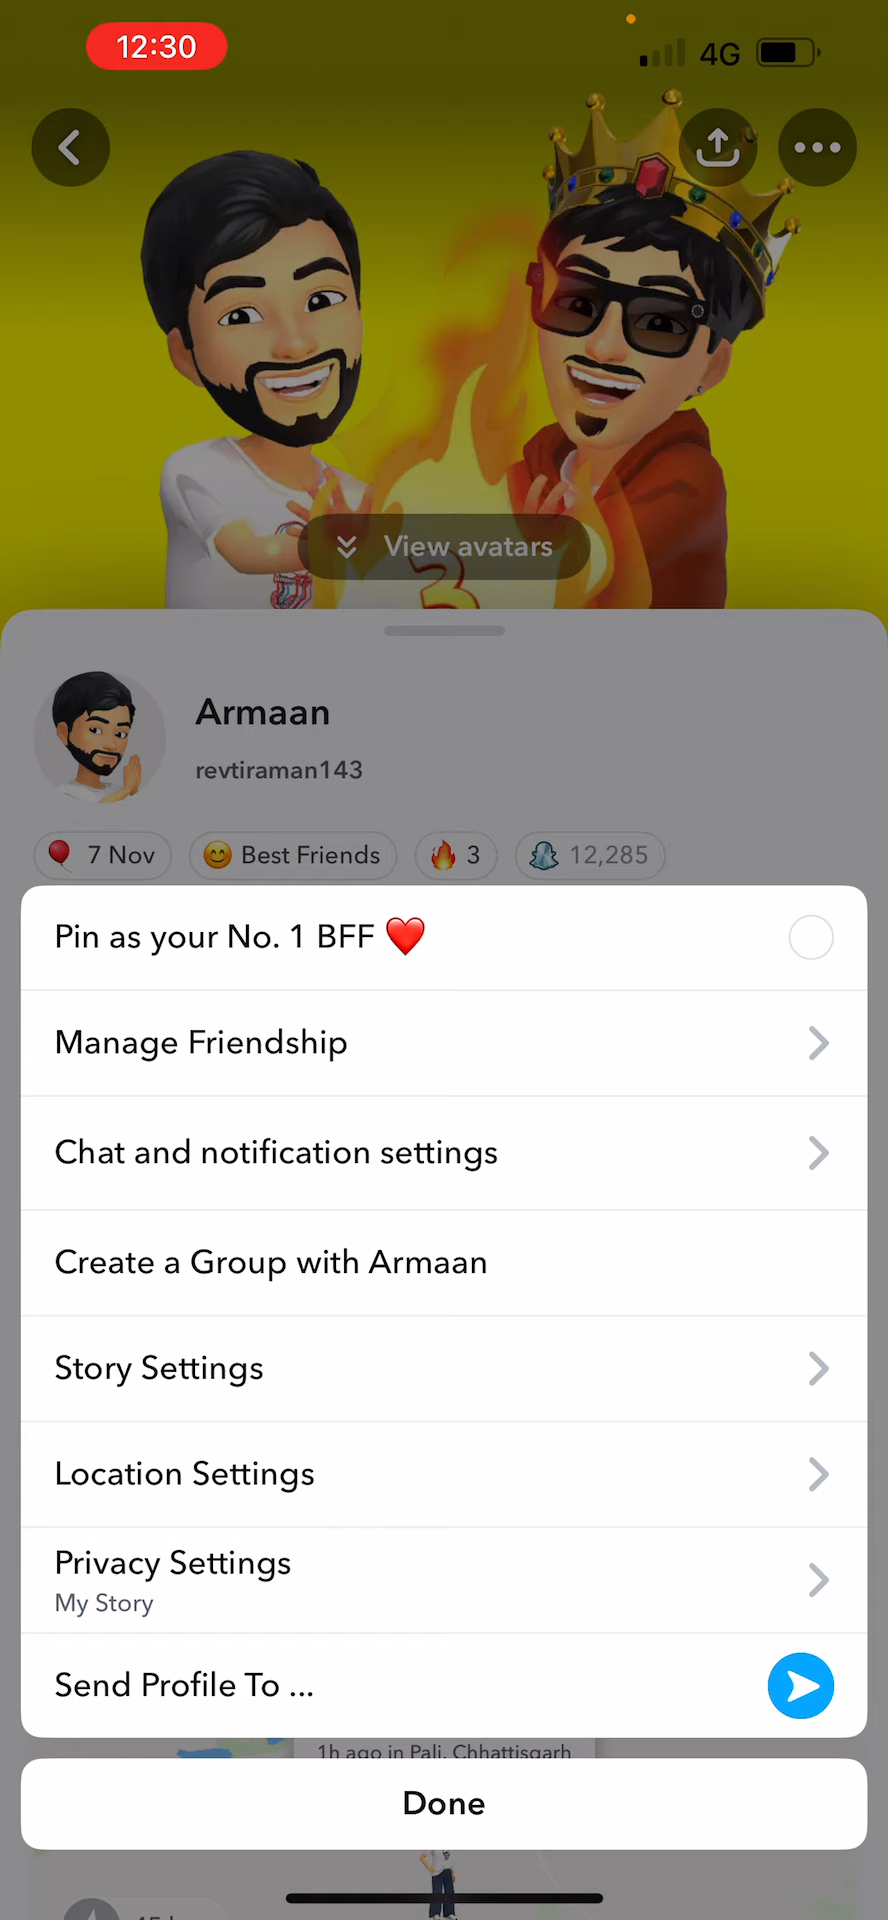 12:30
4G
View avatars
3
Armaan
revtiraman143
7 Nov
Best Friends
3
12,285
Pin as your No. 1 BFF
Manage Friendship
Chat and notification settings
Create a Group with Armaan
Story Settings
Location Settings
Privacy Settings
My Story
Send Profile To ...
1h ago in Pali, Chhattisgarh
Done